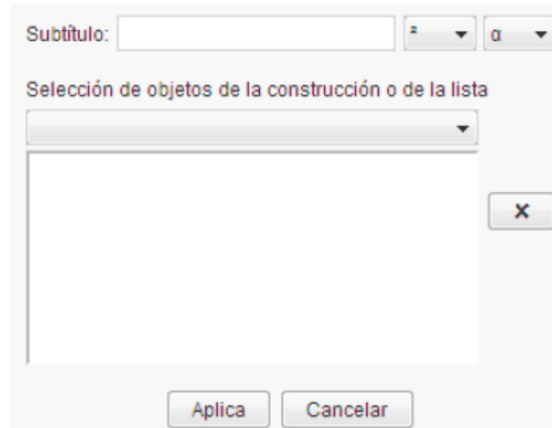 Subtítulo: ² α
Selección de objetos de la construcción o de la lista
x
Aplica Cancelar